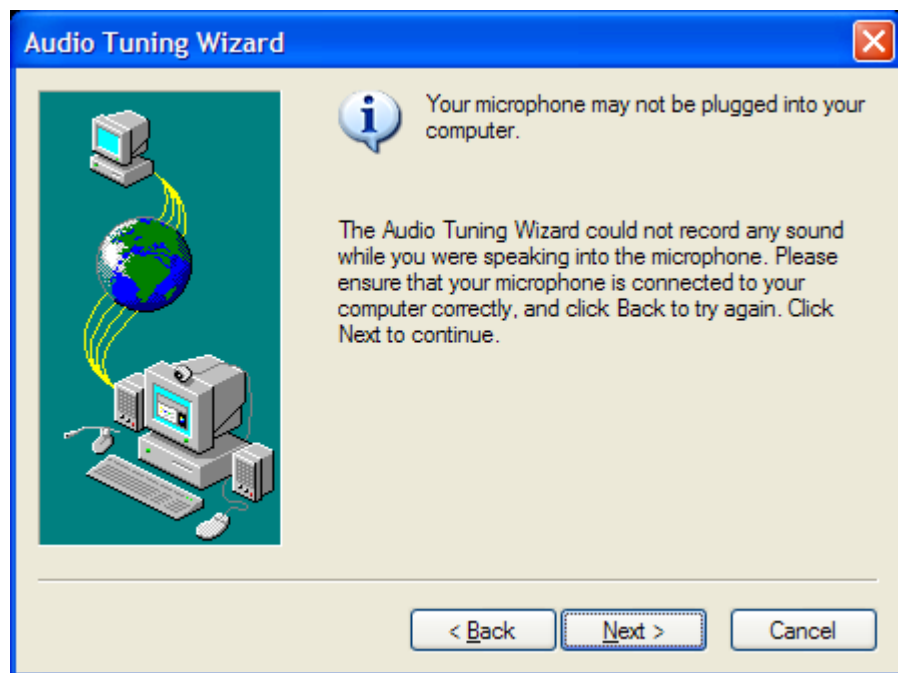 Audio Tuning Wizard
Your microphone may not be plugged into your
computer.
The Audio Tuning Wizard could not record any sound
while you were speaking into the microphone. Please
ensure that your microphone is connected to your
computer correctly, and click Back to try again. Click
Next to continue.
< Back
Next >
Cancel